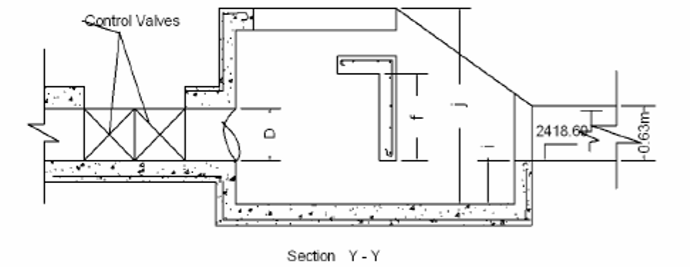 Control Valves
D
f
j
i
2418.60
0.63m
Section Y - Y